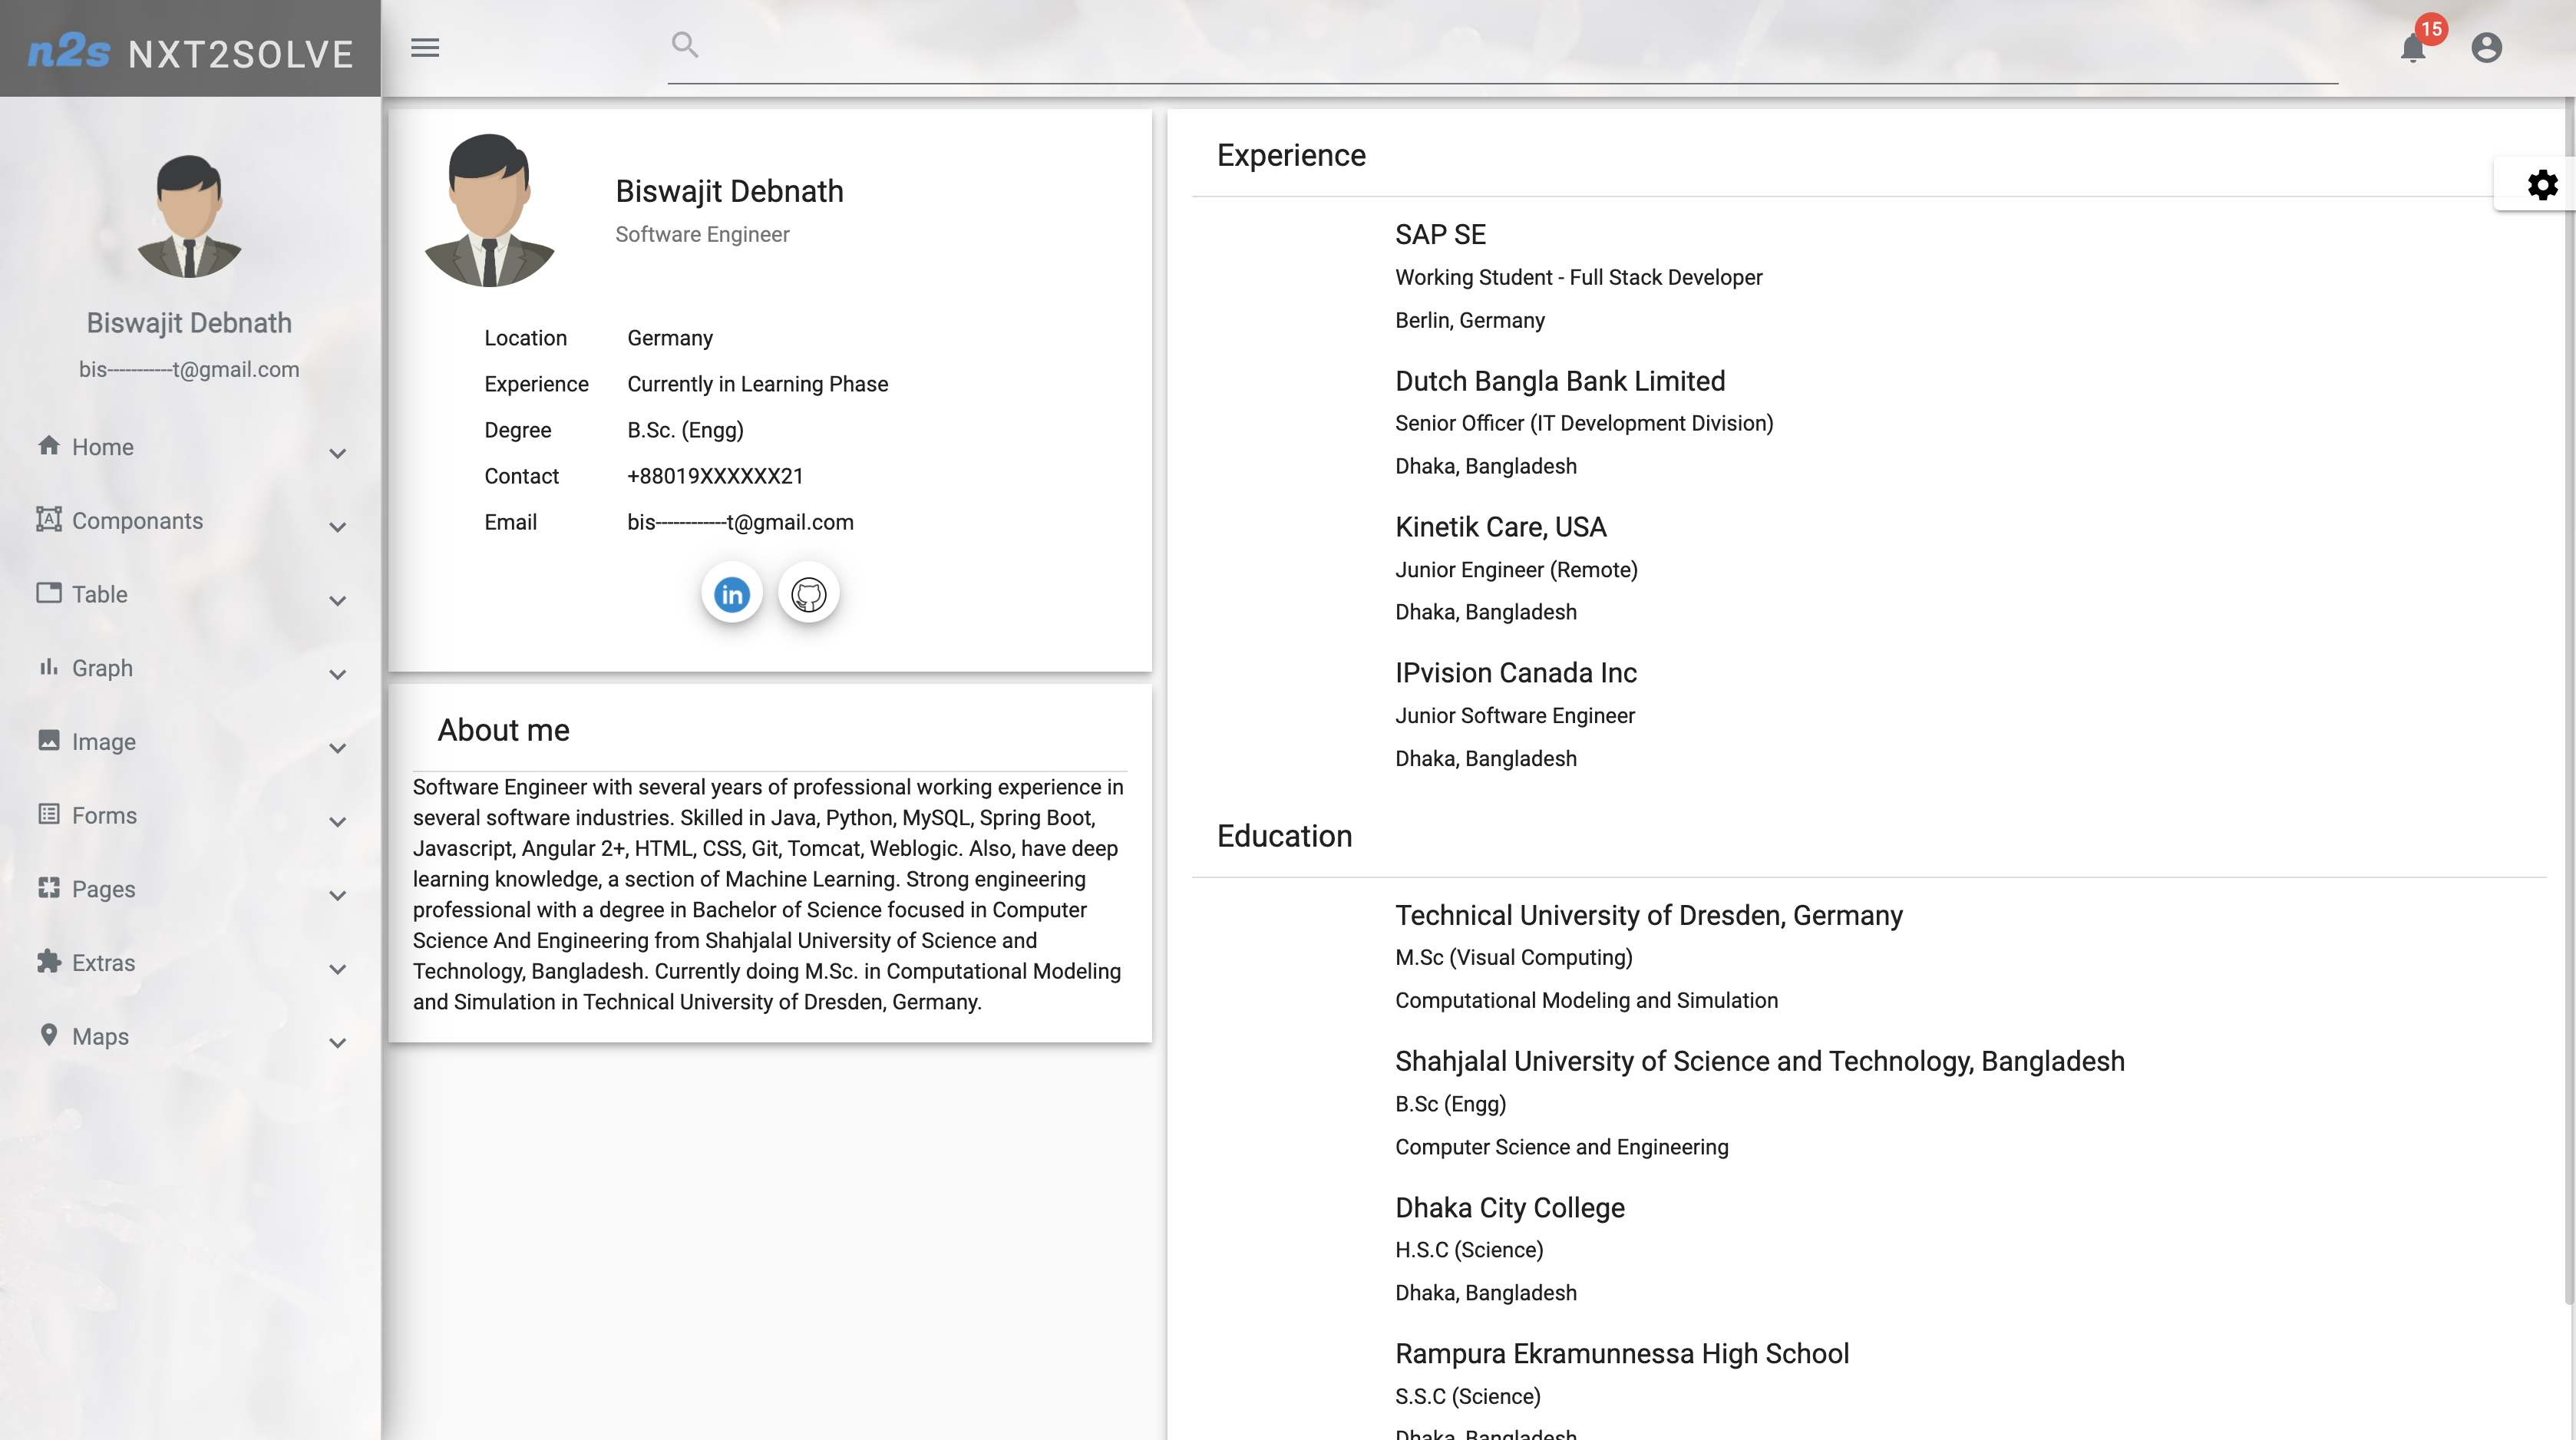 n2s NXT2SOLVE
15
Biswajit Debnath
bis-----------t@gmail.com
Home
Componants
Table
Graph
Image
Forms
Pages
Extras
Maps
Biswajit Debnath
Software Engineer
Location Germany
Experience Currently in Learning Phase
Degree B.Sc. (Engg)
Contact +88019XXXXXX21
Email bis------------t@gmail.com
in
About me
Software Engineer with several years of professional working experience in
several software industries. Skilled in Java, Python, MySQL, Spring Boot,
Javascript, Angular 2+, HTML, CSS, Git, Tomcat, Weblogic. Also, have deep
learning knowledge, a section of Machine Learning. Strong engineering
professional with a degree in Bachelor of Science focused in Computer
Science And Engineering from Shahjalal University of Science and
Technology, Bangladesh. Currently doing M.Sc. in Computational Modeling
and Simulation in Technical University of Dresden, Germany.
Experience
SAP SE
Working Student - Full Stack Developer
Berlin, Germany
Dutch Bangla Bank Limited
Senior Officer (IT Development Division)
Dhaka, Bangladesh
Kinetik Care, USA
Junior Engineer (Remote)
Dhaka, Bangladesh
IPvision Canada Inc
Junior Software Engineer
Dhaka, Bangladesh
Education
Technical University of Dresden, Germany
M.Sc (Visual Computing)
Computational Modeling and Simulation
Shahjalal University of Science and Technology, Bangladesh
B.Sc (Engg)
Computer Science and Engineering
Dhaka City College
H.S.C (Science)
Dhaka, Bangladesh
Rampura Ekramunnessa High School
S.S.C (Science)
Dhaka, Bangladesh